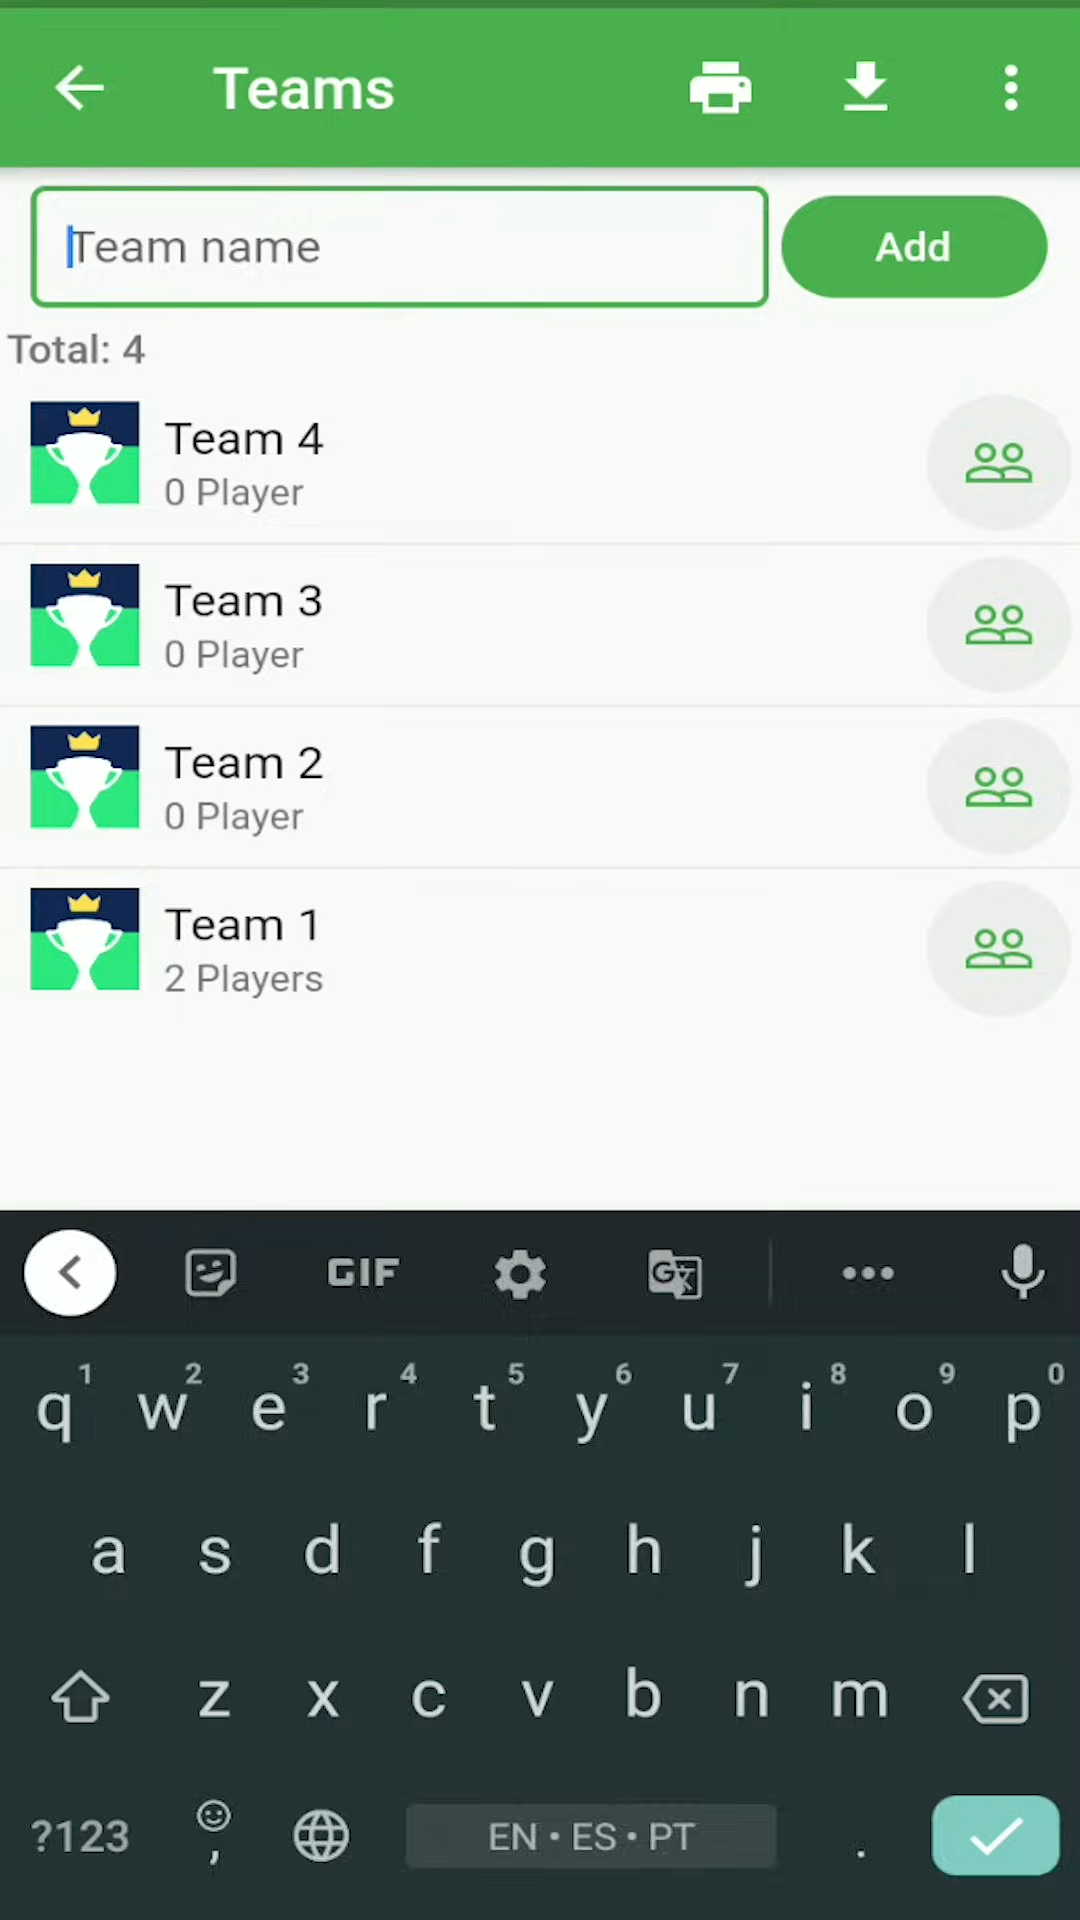 Teams
Team name
Add
Total: 4
Team 4
0 Player
Team 3
0 Player
Team 2
0 Player
Team 1
2 Players
GIF
G
1 2 3 4 5 6 7 8 9 0
q w e r t y u i o p
a s d f g h j k l
z x c v b n m
?123 , EN • ES • PT .